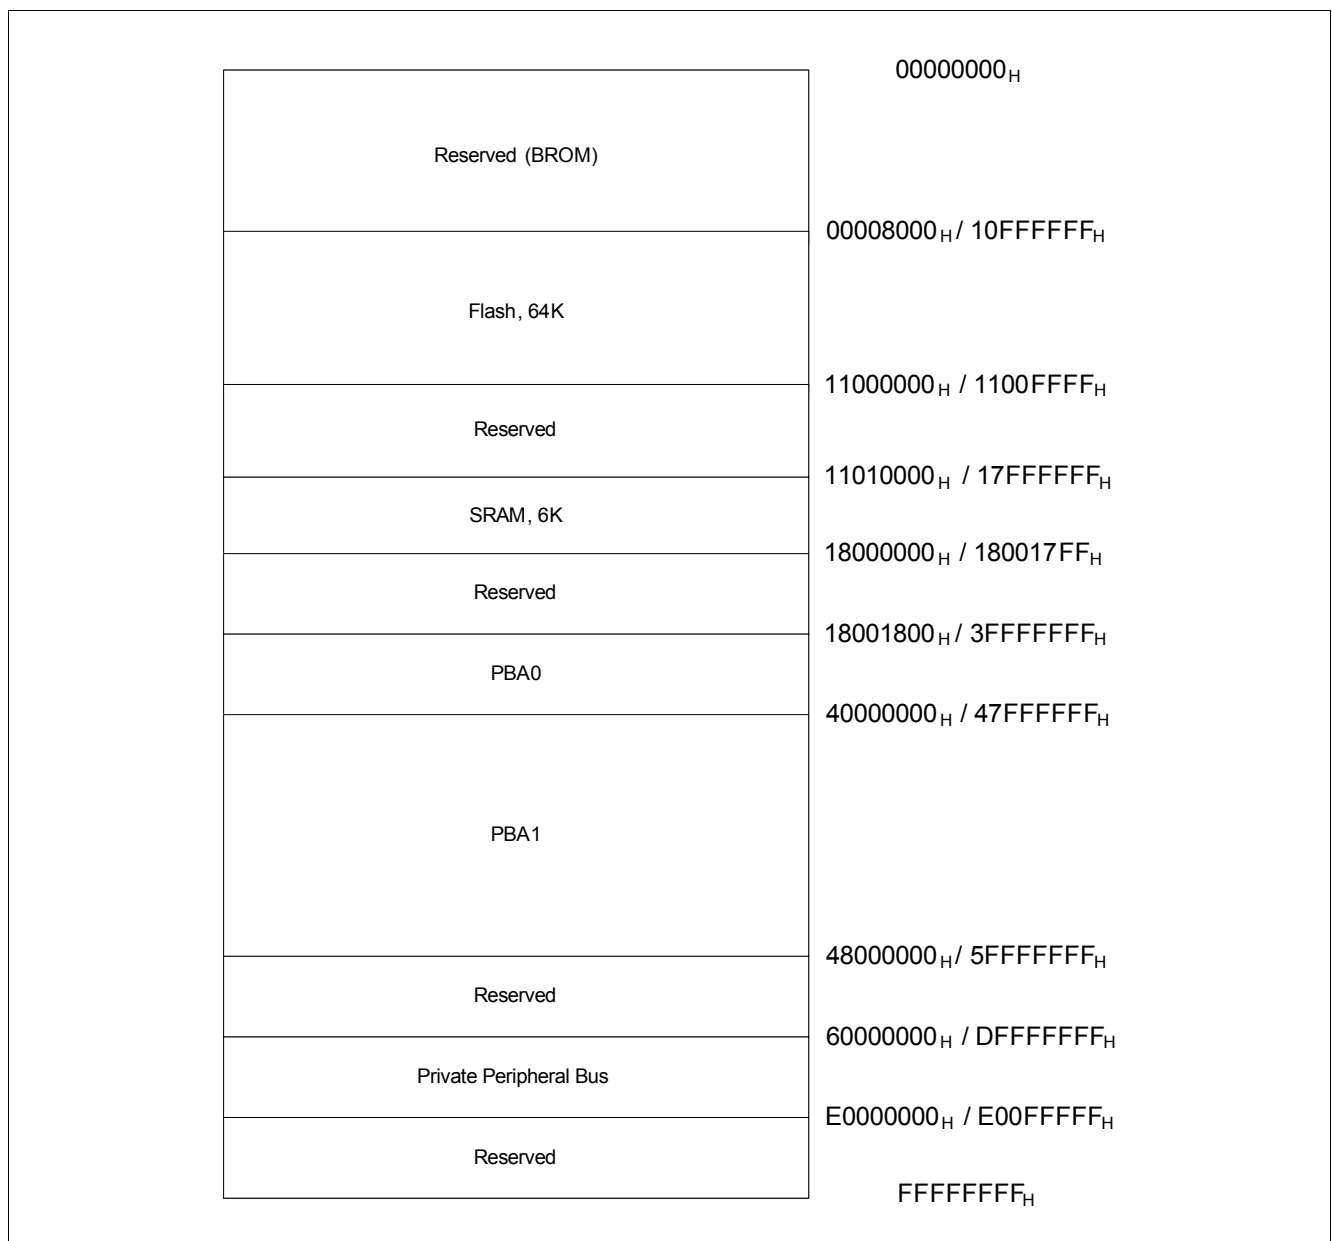 00000000H
Reserved (BROM)
00008000H / 10FFFFFFH
Flash, 64K
11000000H / 1100FFFFH
Reserved
11010000H / 17FFFFFFH
SRAM, 6K
18000000H / 180017FFH
Reserved
18001800H / 3FFFFFFFH
PBA0
40000000H / 47FFFFFFH
PBA1
48000000H / 5FFFFFFFH
Reserved
60000000H / DFFFFFFFH
Private Peripheral Bus
E0000000H / E00FFFFFH
Reserved
FFFFFFFFH